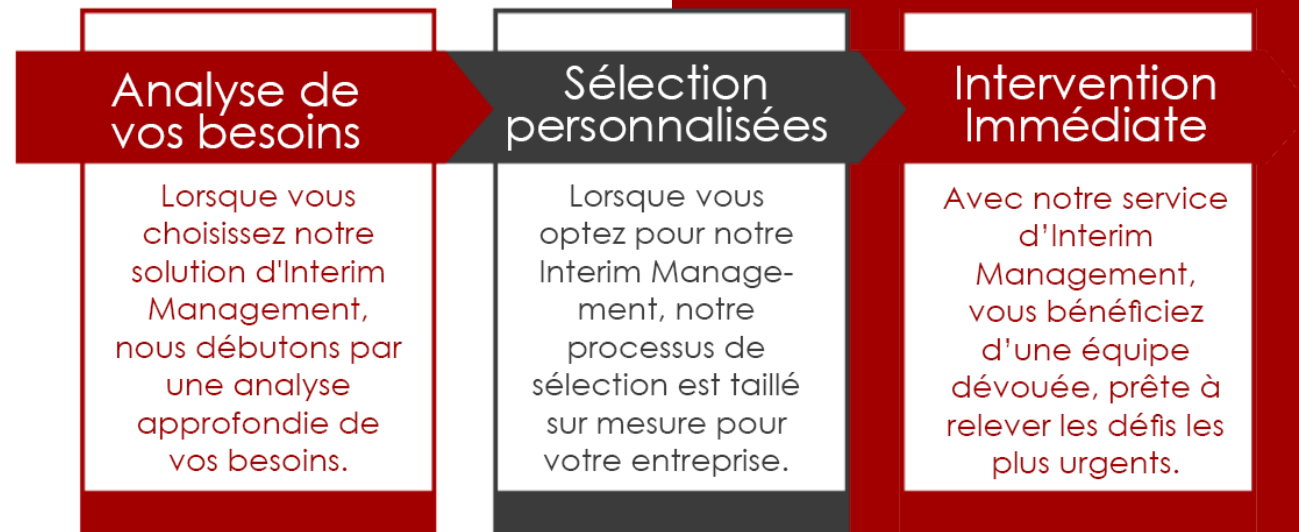 Analyse de
vos besoins
Lorsque vous
choisissez notre
solution d'Interim
Management,
nous débutons par
une analyse
approfondie de
vos besoins.
Sélection
personnalisées
Lorsque vous
optez pour notre
Interim Manage-
ment, notre
processus de
sélection est taillé
sur mesure pour
votre entreprise.
Intervention
Immédiate
Avec notre service
d’Interim
Management,
vous bénéficiez
d’une équipe
dévouée, prête à
relever les défis les
plus urgents.